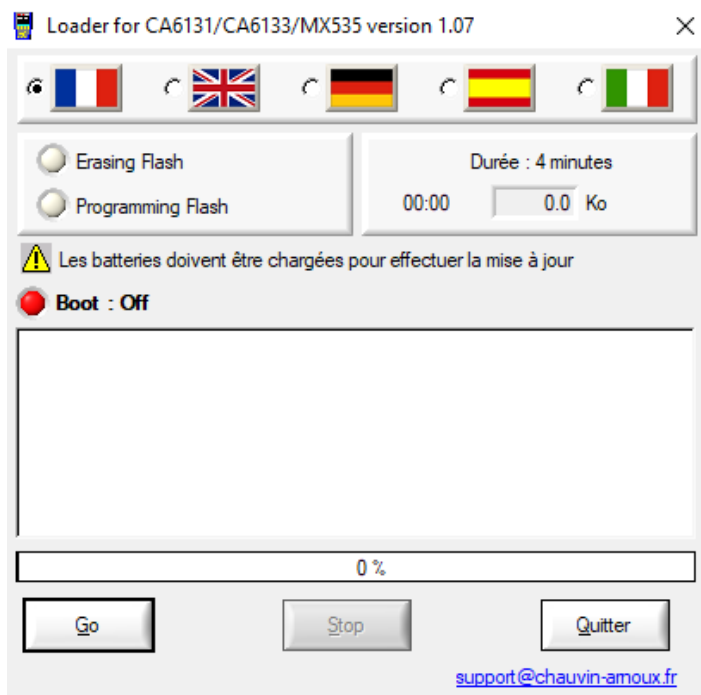 Loader for CA6131/CA6133/MX535 version 1.07
Erasing Flash
Programming Flash
Durée : 4 minutes
00:00 0.0 Ko
Les batteries doivent être chargées pour effectuer la mise à jour
Boot : Off
0 %
Go Stop Quitter
support@chauvin-arnoux.fr